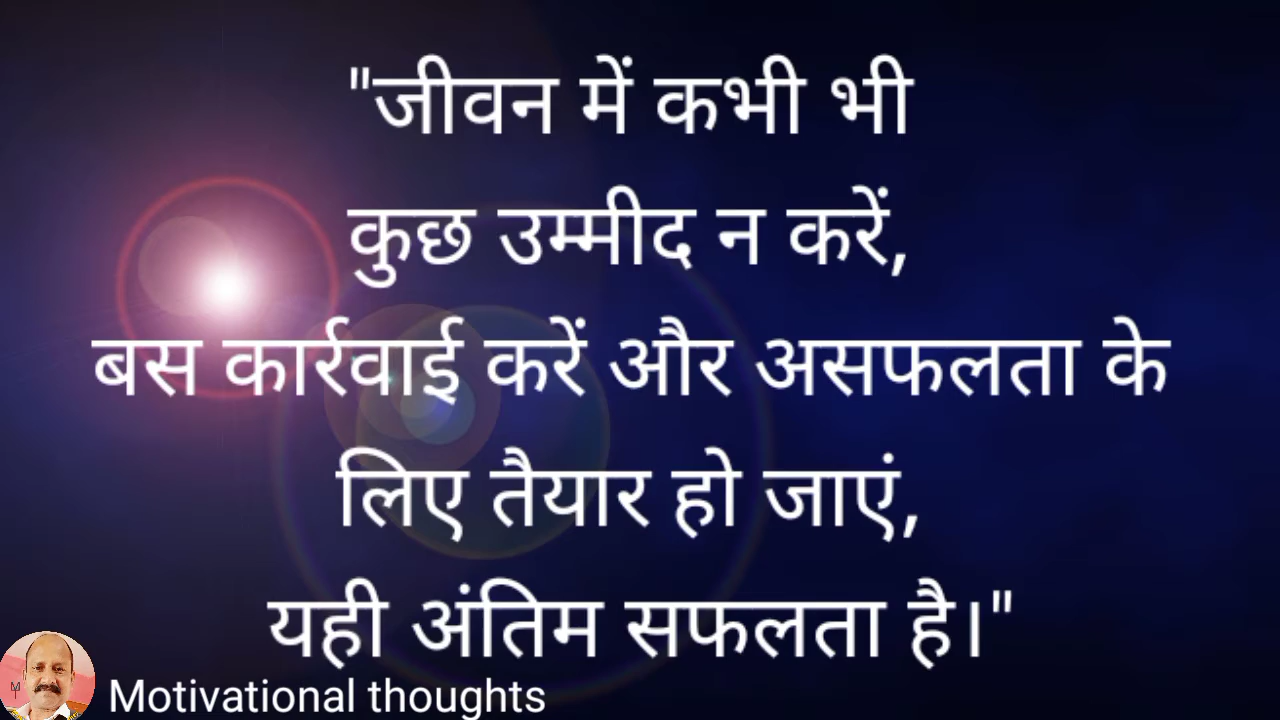 "जीवन में कभी भी
कुछ उम्मीद न करें,
बस कार्रवाई करें और असफलता के
लिए तैयार हो जाएं,
यही अंतिम सफलता है।"
Motivational thoughts